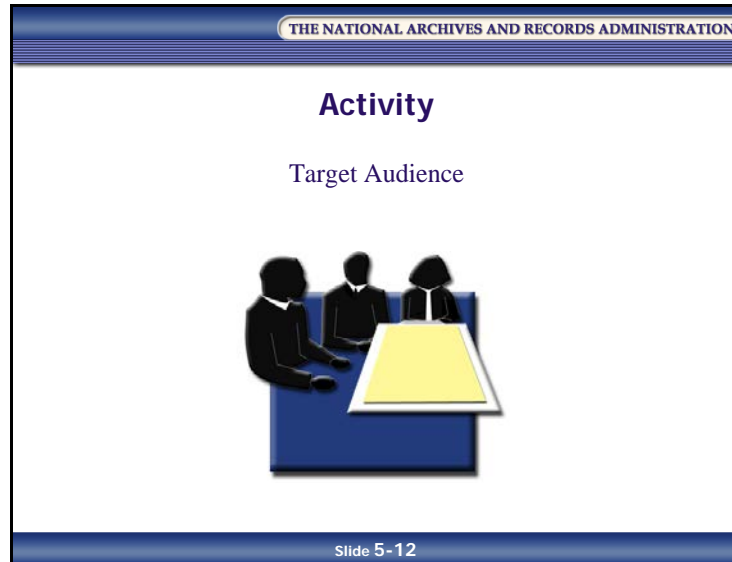 THE NATIONAL ARCHIVES AND RECORDS ADMINISTRATION
Activity
Target Audience
Slide 5-12